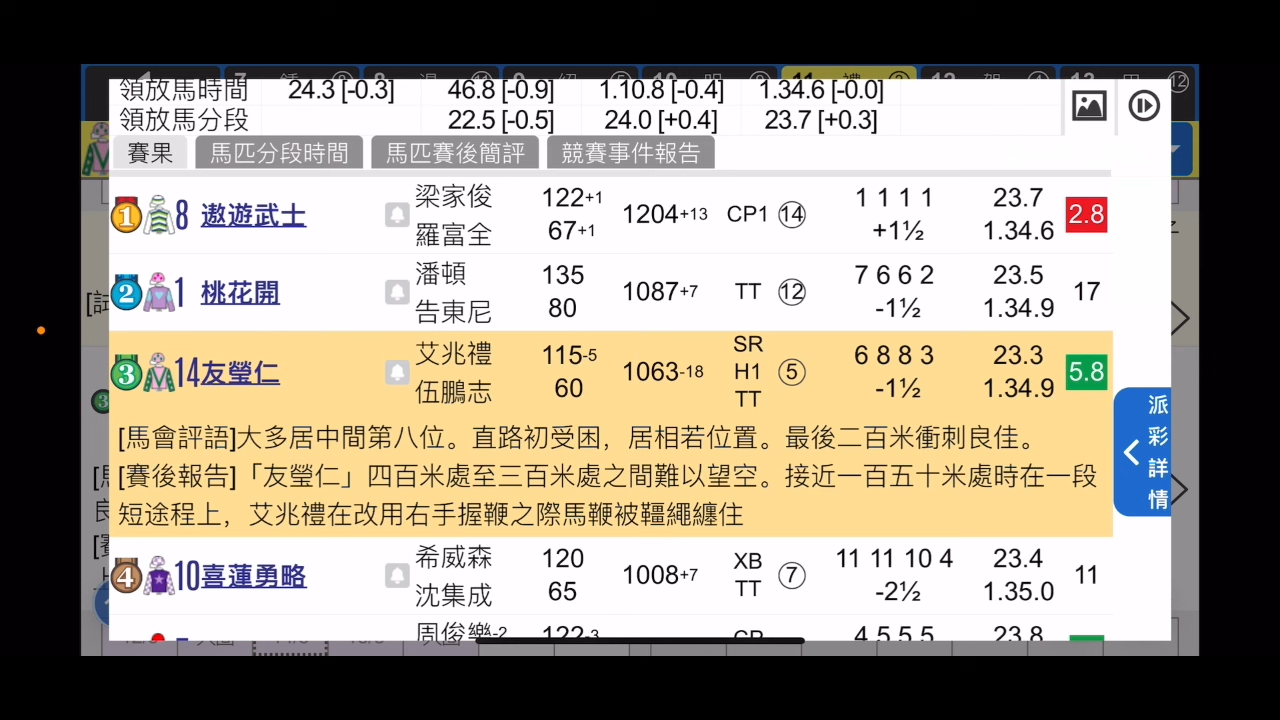 領放馬時間 24.3 [-0.3] 46.8 [-0.9] 1.10.8 [-0.4] 1.34.6 [-0.0]
領放馬分段 22.5 [-0.5] 24.0 [+0.4] 23.7 [+0.3]
賽果 馬匹分段時間 馬匹賽後簡評 競賽事件報告
1 8 遨遊武士 梁家俊 122+1 1204+13 CP1 14 1 1 1 1 23.7 2.8
羅富全 67+1 +1½ 1.34.6
2 1 桃花開 潘頓 135 1087+7 TT 12 7 6 6 2 23.5 17
告東尼 80 -1½ 1.34.9
3 14 友瑩仁 艾兆禮 115-5 1063-18 SR H1 TT 5 6 8 8 3 23.3 5.8
伍鵬志 60 -1½ 1.34.9
[馬會評語]大多居中間第八位。直路初受困，居相若位置。最後二百米衝刺良佳。
[賽後報告]「友瑩仁」四百米處至三百米處之間難以望空。接近一百五十米處時在一段
短途程上，艾兆禮在改用右手握鞭之際馬鞭被韁繩纏住
4 10 喜蓮勇略 希威森 120 1008+7 XB TT 7 11 11 10 4 23.4 11
沈集成 65 -2½ 1.35.0
周俊樂-2 122-3 CP 4 5 5 5 23.8
派彩詳情